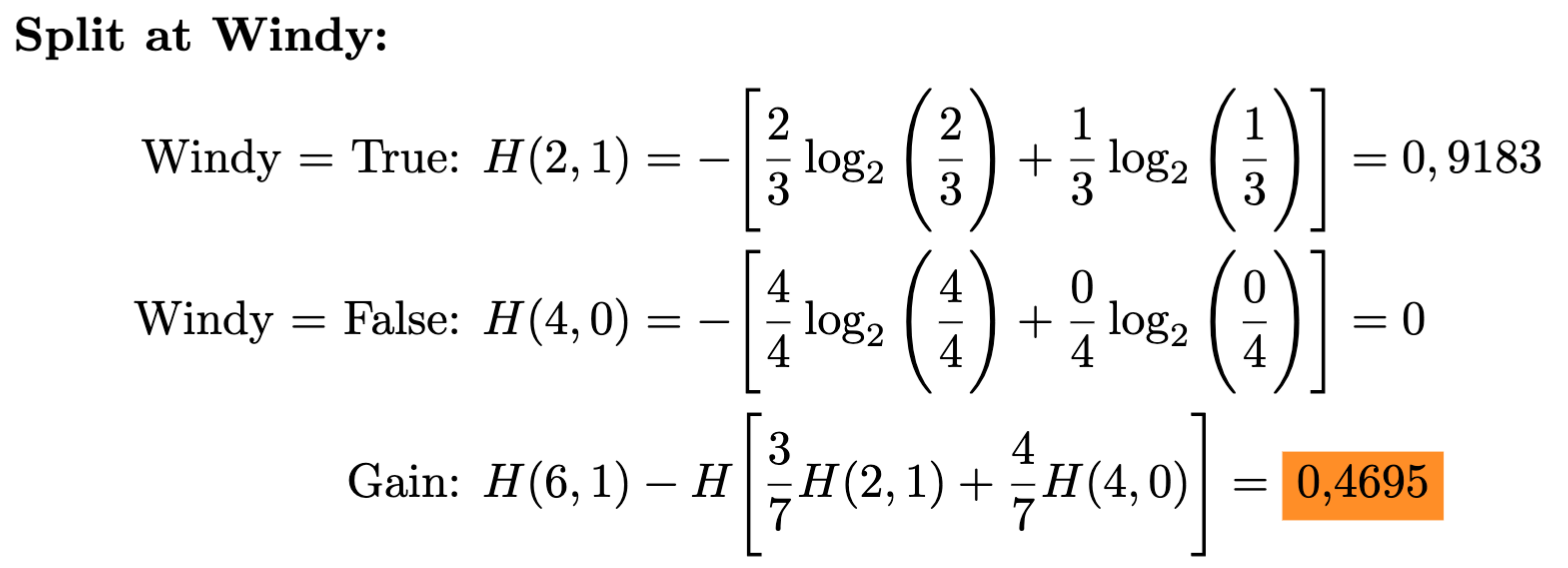 Split at Windy:
Windy = True: H(2, 1) = −[2/3 log₂(2/3) + 1/3 log₂(1/3)] = 0, 9183
Windy = False: H(4, 0) = −[4/4 log₂(4/4) + 0/4 log₂(0/4)] = 0
Gain: H(6, 1) − H[3/7 H(2, 1) + 4/7 H(4, 0)] = 0,4695